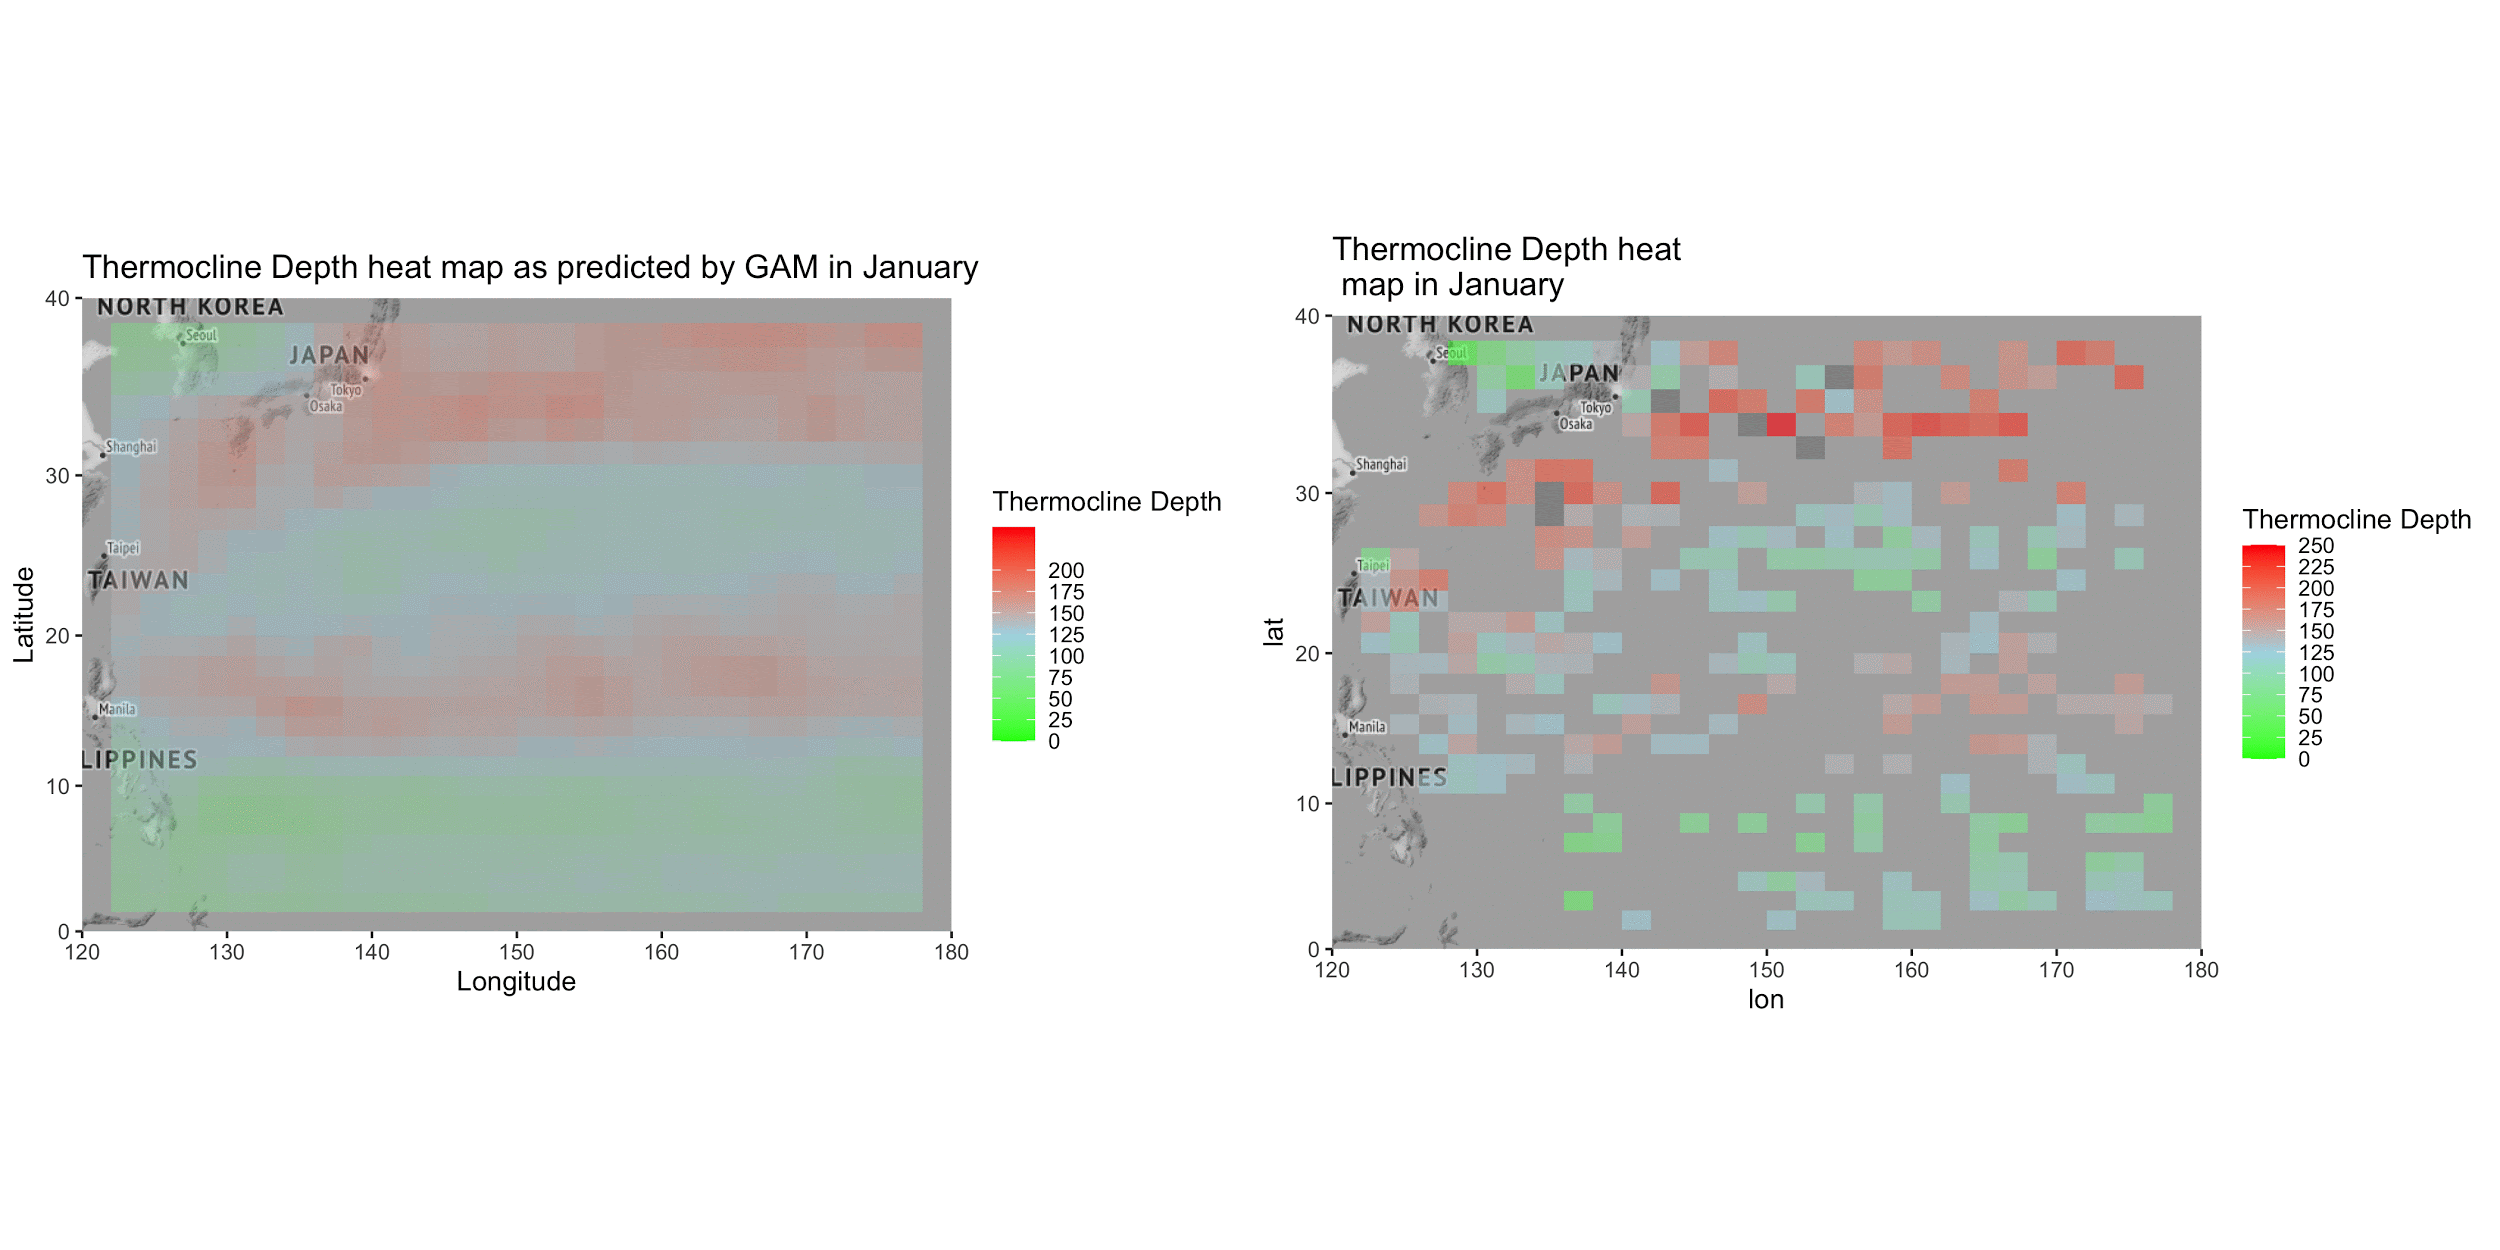 Thermocline Depth heat map as predicted by GAM in January
40
30
20
10
0
Latitude
NORTH KOREA
Seoul
JAPAN
Tokyo
Osaka
Shanghai
Taipei
TAIWAN
Manila
LIPPINES
120 130 140 150 160 170 180
Longitude
Thermocline Depth
200
175
150
125
100
75
50
25
0
Thermocline Depth heat
map in January
40
30
20
10
0
lat
NORTH KOREA
Seoul
JAPAN
Tokyo
Osaka
Shanghai
Taipei
TAIWAN
Manila
LIPPINES
120 130 140 150 160 170 180
lon
Thermocline Depth
250
225
200
175
150
125
100
75
50
25
0